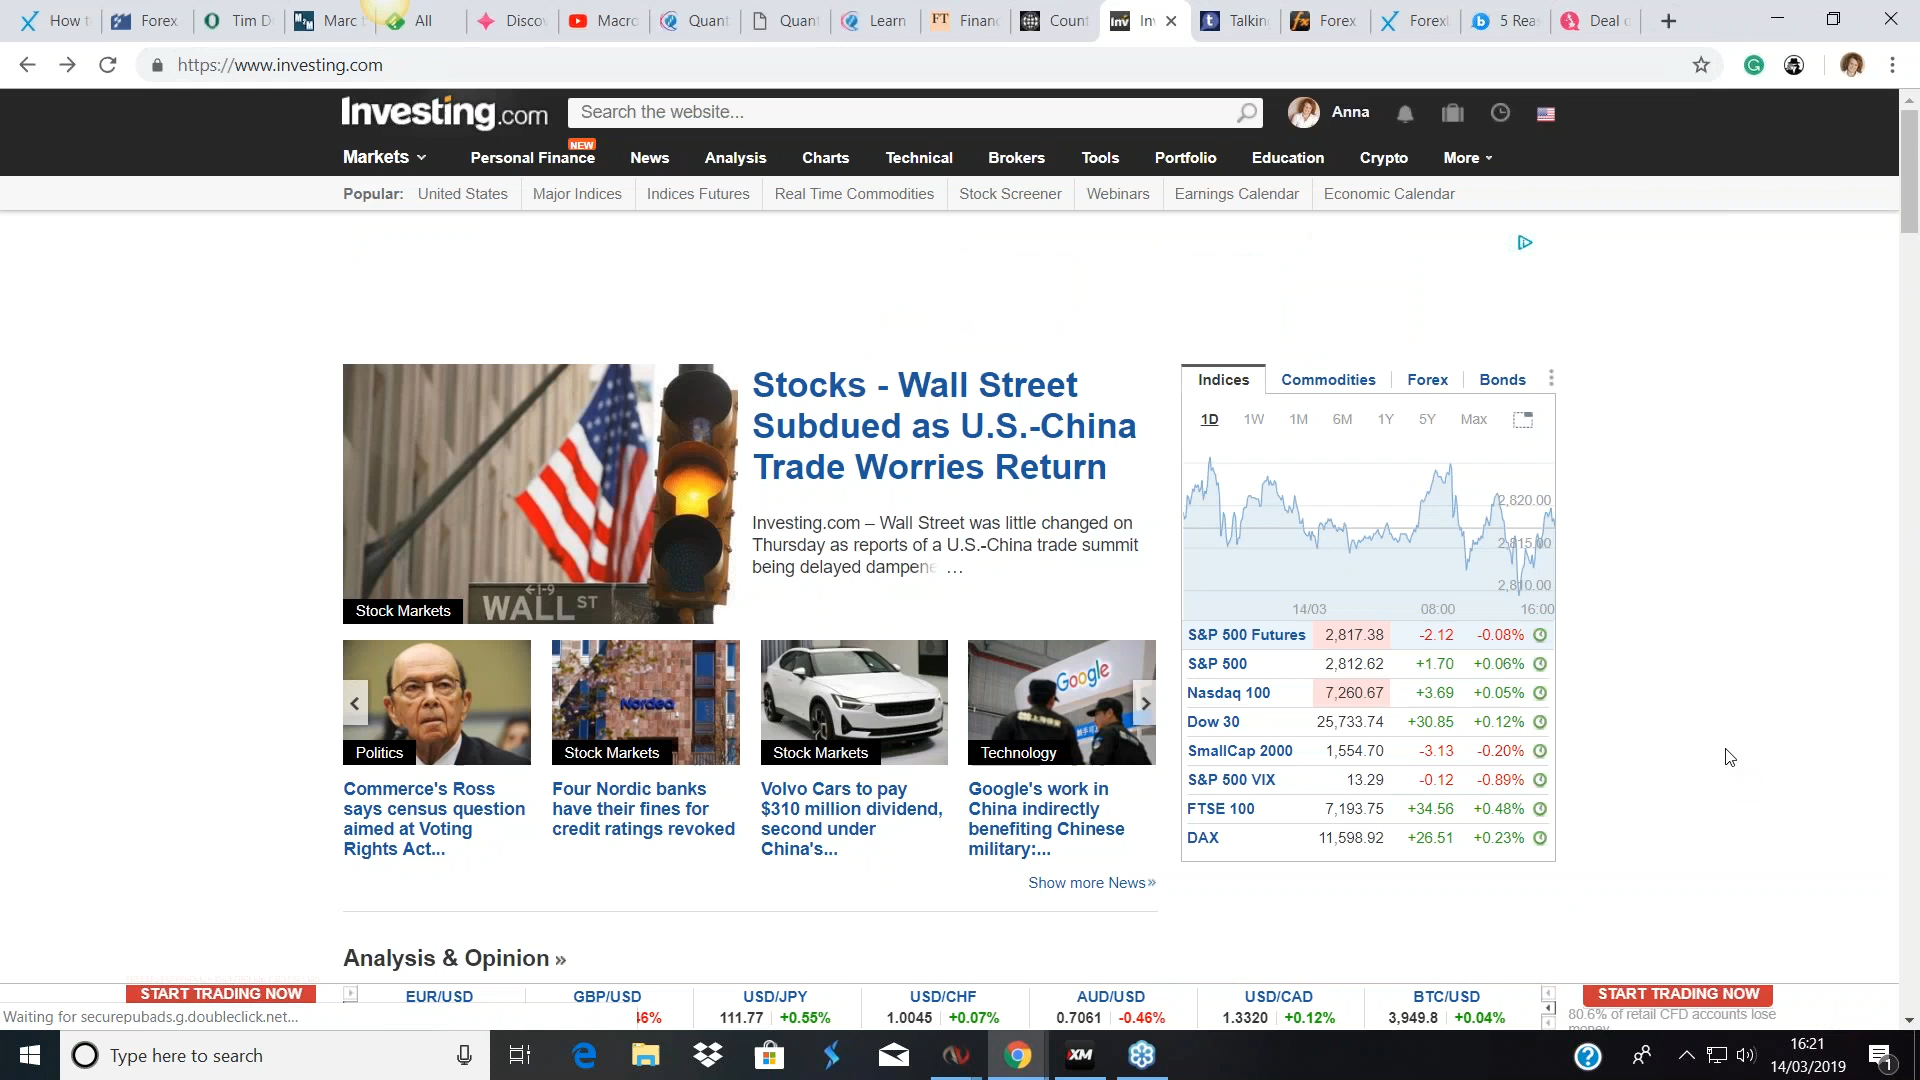 How t
Forex
Tim D
Marc t
All
Discov
Macro
Quant
Quant
Learn
Financ
Count
Inv
Talking
Forex
Forexl
5 Rea
Deal o
https://www.investing.com
Investing.com
Search the website...
Anna
Markets
Personal Finance
NEW
News
Analysis
Charts
Technical
Brokers
Tools
Portfolio
Education
Crypto
More
Popular:
United States
Major Indices
Indices Futures
Real Time Commodities
Stock Screener
Webinars
Earnings Calendar
Economic Calendar
Stocks - Wall Street
Subdued as U.S.-China
Trade Worries Return
Investing.com – Wall Street was little changed on
Thursday as reports of a U.S.-China trade summit
being delayed dampene ...
←1-9
WALL ST
Stock Markets
Indices
Commodities
Forex
Bonds
1D 1W 1M 6M 1Y 5Y Max
2,820.00
2,815.00
2,810.00
14/03 08:00 16:00
S&P 500 Futures 2,817.38 -2.12 -0.08%
S&P 500 2,812.62 +1.70 +0.06%
Nasdaq 100 7,260.67 +3.69 +0.05%
Dow 30 25,733.74 +30.85 +0.12%
SmallCap 2000 1,554.70 -3.13 -0.20%
S&P 500 VIX 13.29 -0.12 -0.89%
FTSE 100 7,193.75 +34.56 +0.48%
DAX 11,598.92 +26.51 +0.23%
Politics
Commerce's Ross
says census question
aimed at Voting
Rights Act...
Nordea
Stock Markets
Four Nordic banks
have their fines for
credit ratings revoked
Stock Markets
Volvo Cars to pay
$310 million dividend,
second under
China's...
Google
Technology
Google's work in
China indirectly
benefiting Chinese
military:...
Show more News»
Analysis & Opinion »
START TRADING NOW
EUR/USD
GBP/USD
46%
USD/JPY
111.77 +0.55%
USD/CHF
1.0045 +0.07%
AUD/USD
0.7061 -0.46%
USD/CAD
1.3320 +0.12%
BTC/USD
3,949.8 +0.04%
START TRADING NOW
80.6% of retail CFD accounts lose
money
Waiting for securepubads.g.doubleclick.net...
Type here to search
XM
16:21
14/03/2019
1